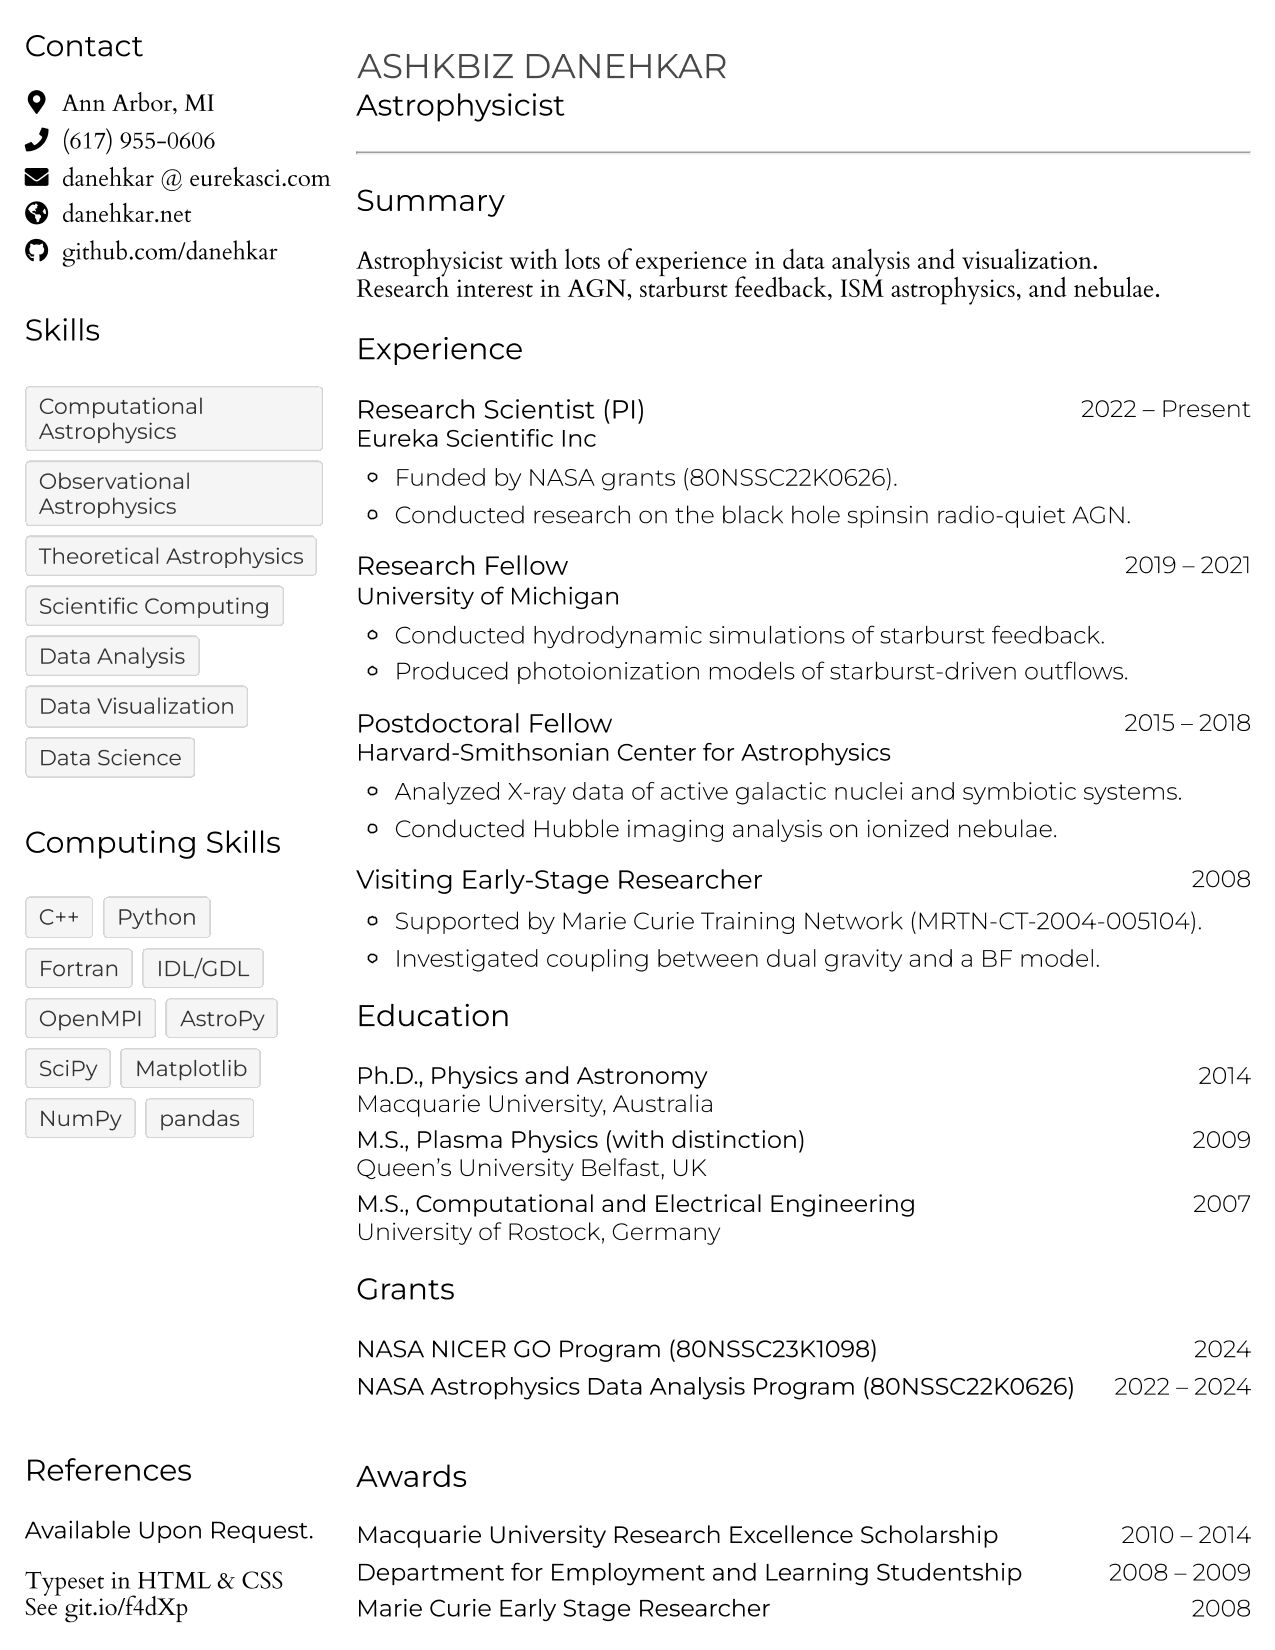 Contact
Ann Arbor, MI
(617) 955-0606
danehkar @ eurekasci.com
danehkar.net
github.com/danehkar
Skills
Computational
Astrophysics
Observational
Astrophysics
Theoretical Astrophysics
Scientific Computing
Data Analysis
Data Visualization
Data Science
Computing Skills
C++ Python
Fortran IDL/GDL
OpenMPI AstroPy
SciPy Matplotlib
NumPy pandas
References
Available Upon Request.
Typeset in HTML & CSS
See git.io/f4dXp
ASHKBIZ DANEHKAR
Astrophysicist
Summary
Astrophysicist with lots of experience in data analysis and visualization.
Research interest in AGN, starburst feedback, ISM astrophysics, and nebulae.
Experience
Research Scientist (PI) 2022 – Present
Eureka Scientific Inc
Funded by NASA grants (80NSSC22K0626).
Conducted research on the black hole spinsin radio-quiet AGN.
Research Fellow 2019 – 2021
University of Michigan
Conducted hydrodynamic simulations of starburst feedback.
Produced photoionization models of starburst-driven outflows.
Postdoctoral Fellow 2015 – 2018
Harvard-Smithsonian Center for Astrophysics
Analyzed X-ray data of active galactic nuclei and symbiotic systems.
Conducted Hubble imaging analysis on ionized nebulae.
Visiting Early-Stage Researcher 2008
Supported by Marie Curie Training Network (MRTN-CT-2004-005104).
Investigated coupling between dual gravity and a BF model.
Education
Ph.D., Physics and Astronomy 2014
Macquarie University, Australia
M.S., Plasma Physics (with distinction) 2009
Queen’s University Belfast, UK
M.S., Computational and Electrical Engineering 2007
University of Rostock, Germany
Grants
NASA NICER GO Program (80NSSC23K1098) 2024
NASA Astrophysics Data Analysis Program (80NSSC22K0626) 2022 – 2024
Awards
Macquarie University Research Excellence Scholarship 2010 – 2014
Department for Employment and Learning Studentship 2008 – 2009
Marie Curie Early Stage Researcher 2008